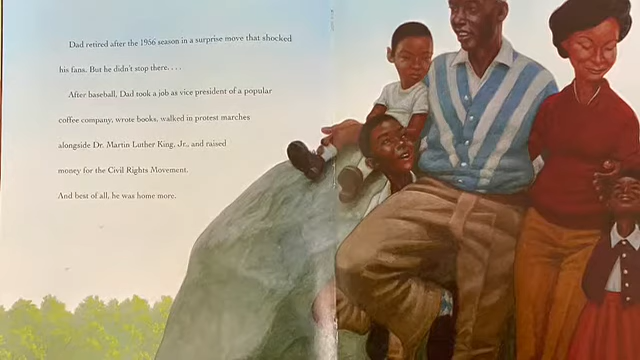 Dad retired after the 1956 season in a surprise move that shocked
his fans. But he didn't stop there. . . .
After baseball, Dad took a job as vice president of a popular
coffee company, wrote books, walked in protest marches
alongside Dr. Martin Luther King, Jr., and raised
money for the Civil Rights Movement.
And best of all, he was home more.